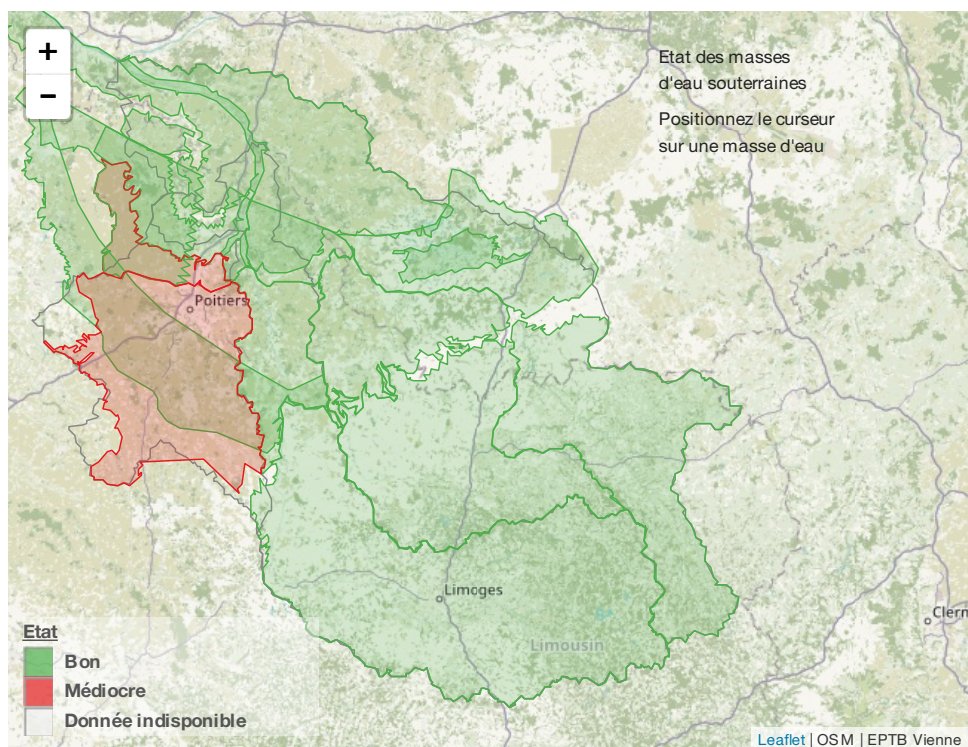 +
−
Etat des masses
d'eau souterraines
Positionnez le curseur
sur une masse d'eau
Poitiers
Limoges
Clerm
Limousin
Etat
Bon
Médiocre
Donnée indisponible
Leaflet | OSM | EPTB Vienne